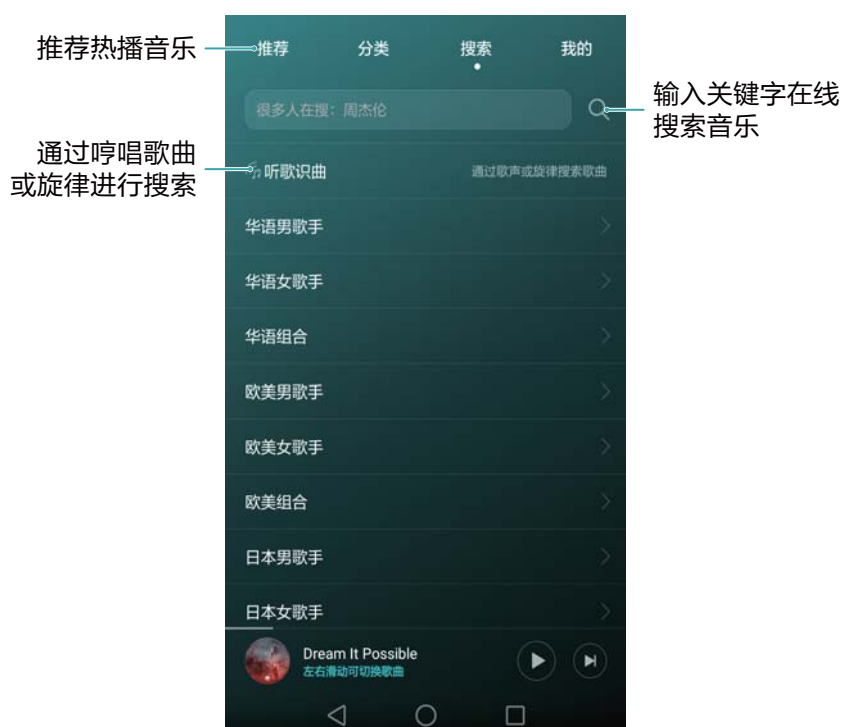 推荐热播音乐
推荐 分类 搜索 我的
很多人在搜：周杰伦
输入关键字在线
搜索音乐
通过哼唱歌曲
或旋律进行搜索
听歌识曲 通过歌声或旋律搜索歌曲
华语男歌手
华语女歌手
华语组合
欧美男歌手
欧美女歌手
欧美组合
日本男歌手
日本女歌手
Dream It Possible
左右滑动可切换歌曲